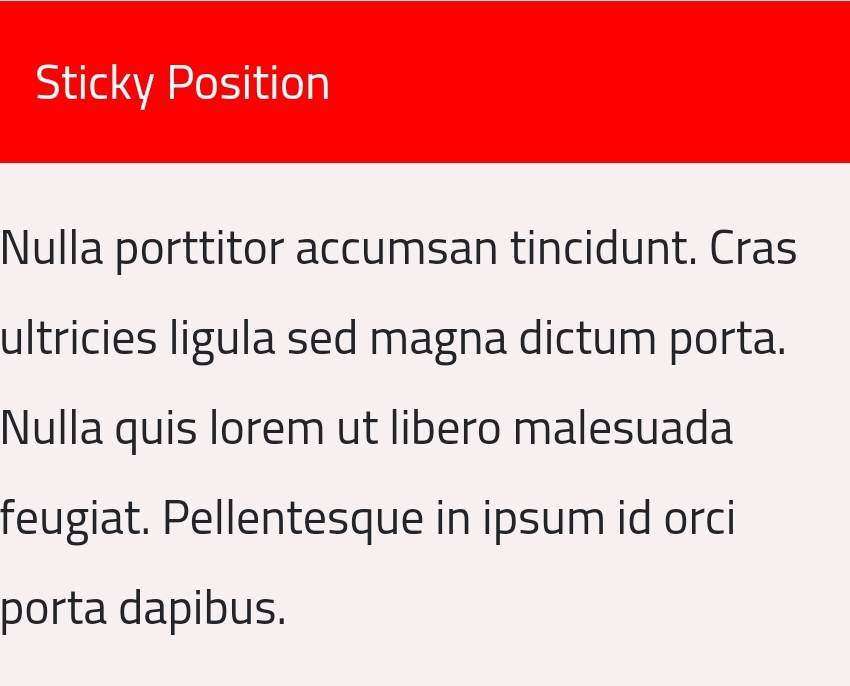 Sticky Position
Nulla porttitor accumsan tincidunt. Cras
ultricies ligula sed magna dictum porta.
Nulla quis lorem ut libero malesuada
feugiat. Pellentesque in ipsum id orci
porta dapibus.